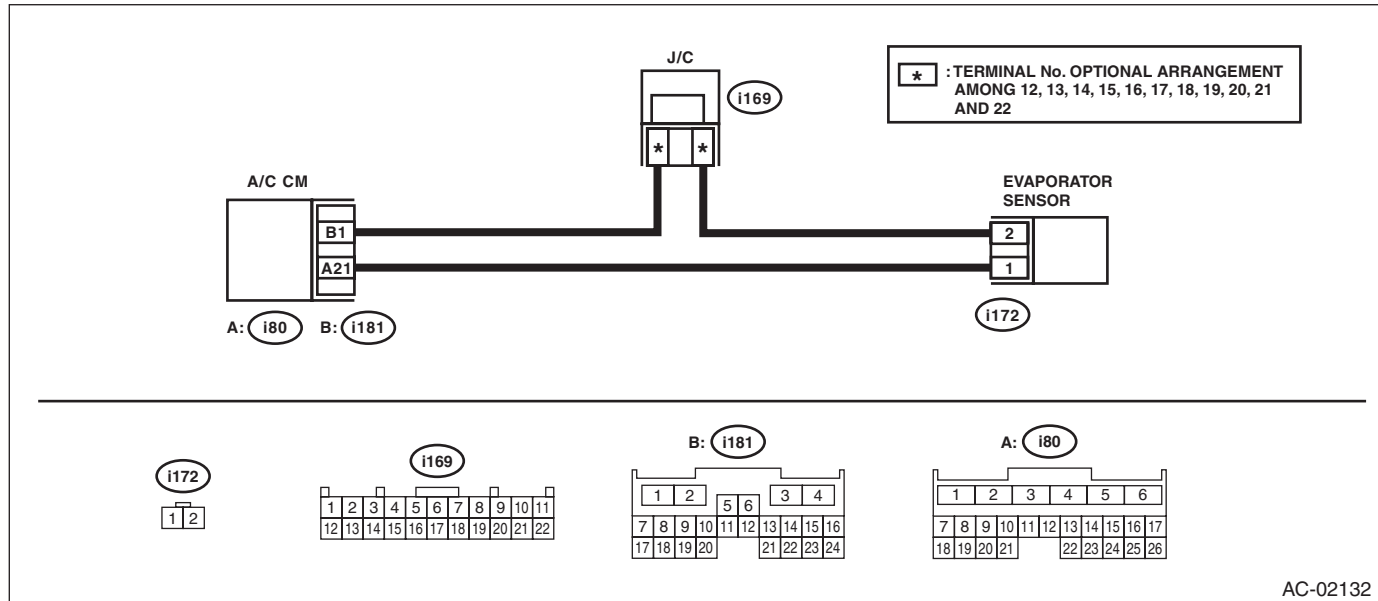 J/C
i169
* : TERMINAL No. OPTIONAL ARRANGEMENT
AMONG 12, 13, 14, 15, 16, 17, 18, 19, 20, 21
AND 22
* *
A/C CM
EVAPORATOR
SENSOR
B1
2
A21
1
A: i80 B: i181
i172
i172
1 2
i169
1 2 3 4 5 6 7 8 9 10 11
12 13 14 15 16 17 18 19 20 21 22
B: i181
1 2 3 4
5 6
7 8 9 10 11 12 13 14 15 16
17 18 19 20 21 22 23 24
A: i80
1 2 3 4 5 6
7 8 9 10 11 12 13 14 15 16 17
18 19 20 21 22 23 24 25 26
AC-02132